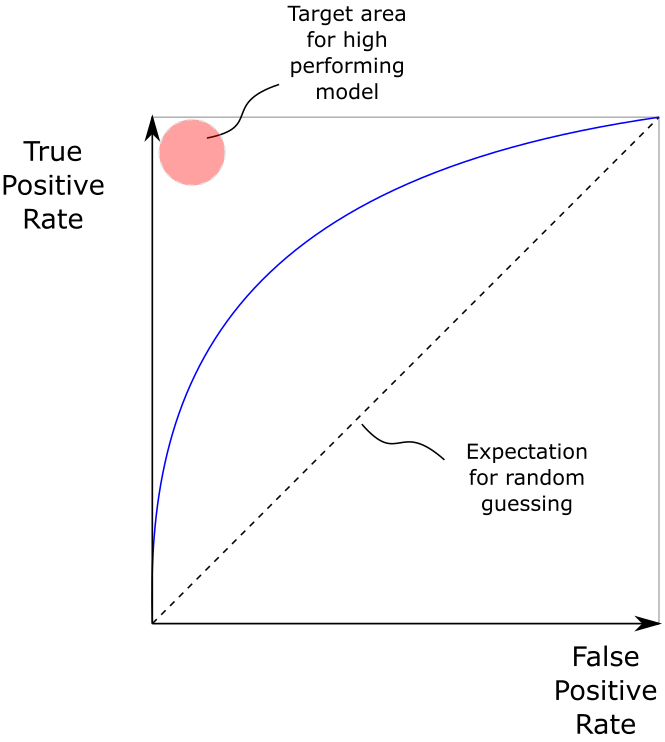 Target area
for high
performing
model
True
Positive
Rate
Expectation
for random
guessing
False
Positive
Rate